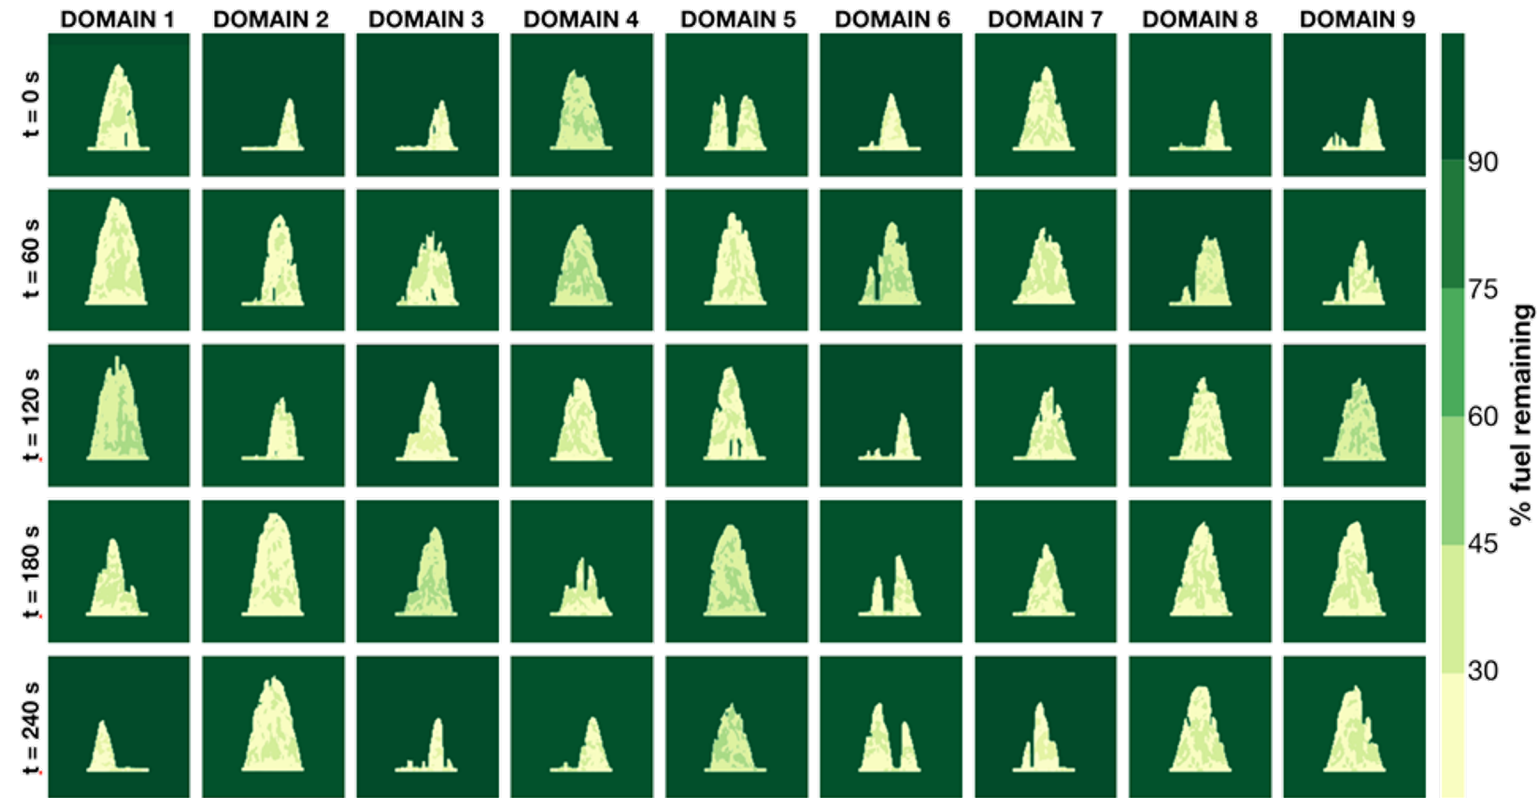 DOMAIN 1 DOMAIN 2 DOMAIN 3 DOMAIN 4 DOMAIN 5 DOMAIN 6 DOMAIN 7 DOMAIN 8 DOMAIN 9
t = 0 s
t = 60 s
t = 120 s
t = 180 s
t = 240 s
90
75
60
45
30
% fuel remaining